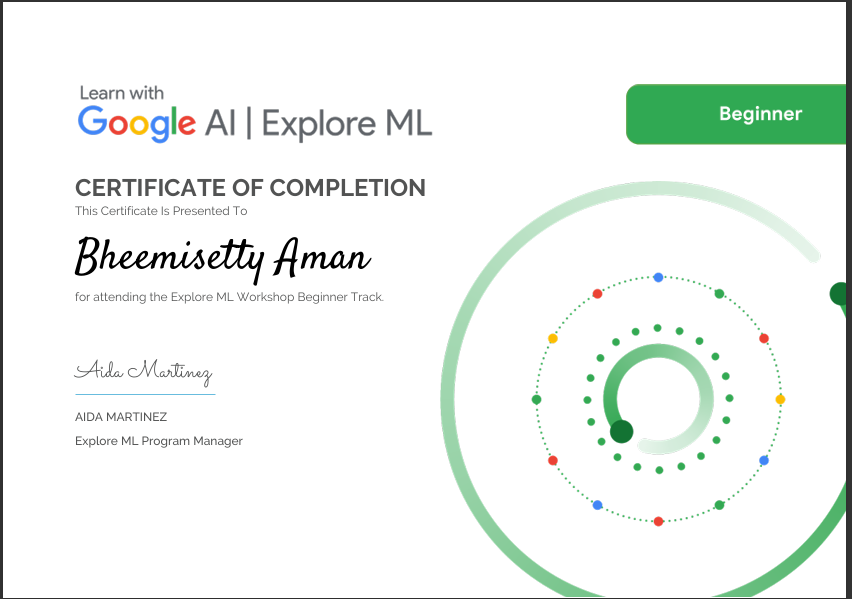 Learn with
Google AI | Explore ML
Beginner
CERTIFICATE OF COMPLETION
This Certificate Is Presented To
Bheemisetty Aman
for attending the Explore ML Workshop Beginner Track.
Aida Martinez
AIDA MARTINEZ
Explore ML Program Manager